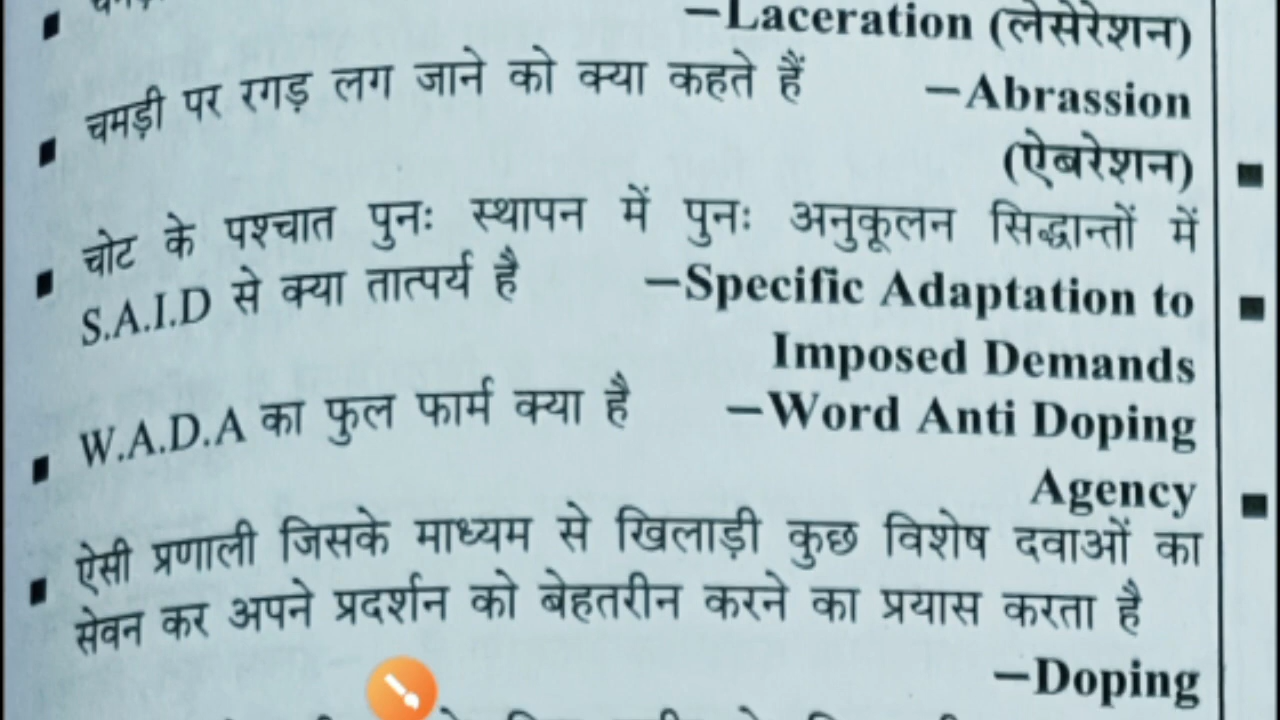 —Laceration (लेसेरेशन)
चमड़ी पर रगड़ लग जाने को क्या कहते हैं —Abrassion
(ऐबरेशन)
चोट के पश्चात पुनः स्थापन में पुनः अनुकूलन सिद्धान्तों में
S.A.I.D से क्या तात्पर्य है —Specific Adaptation to
Imposed Demands
W.A.D.A का फुल फार्म क्या है —Word Anti Doping
Agency
ऐसी प्रणाली जिसके माध्यम से खिलाड़ी कुछ विशेष दवाओं का
सेवन कर अपने प्रदर्शन को बेहतरीन करने का प्रयास करता है
—Doping